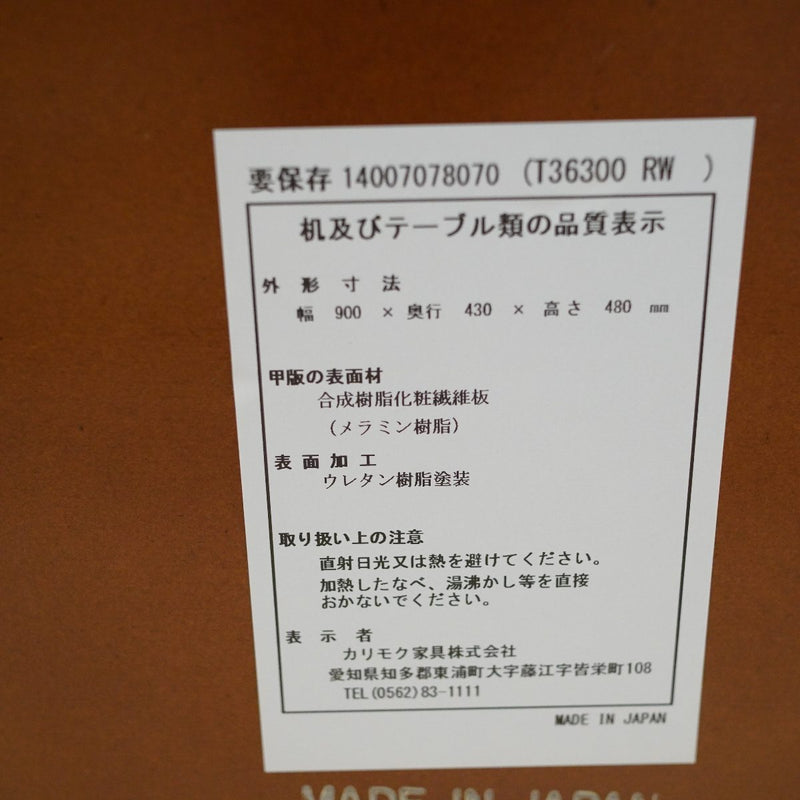 要保存 14007078070 (T36300 RW )
机及びテーブル類の品質表示
外 形 寸 法
幅 900 × 奥行 430 × 高さ 480 mm
甲版の表面材
合成樹脂化粧繊維板
(メラミン樹脂)
表 面 加 工
ウレタン樹脂塗装
取り扱い上の注意
直射日光又は熱を避けてください。
加熱したなべ、湯沸かし等を直接
おかないでください。
表 示 者
カリモク家具株式会社
愛知県知多郡東浦町大字藤江字皆栄町108
TEL(0562)83-1111
MADE IN JAPAN
MADE IN JAPAN